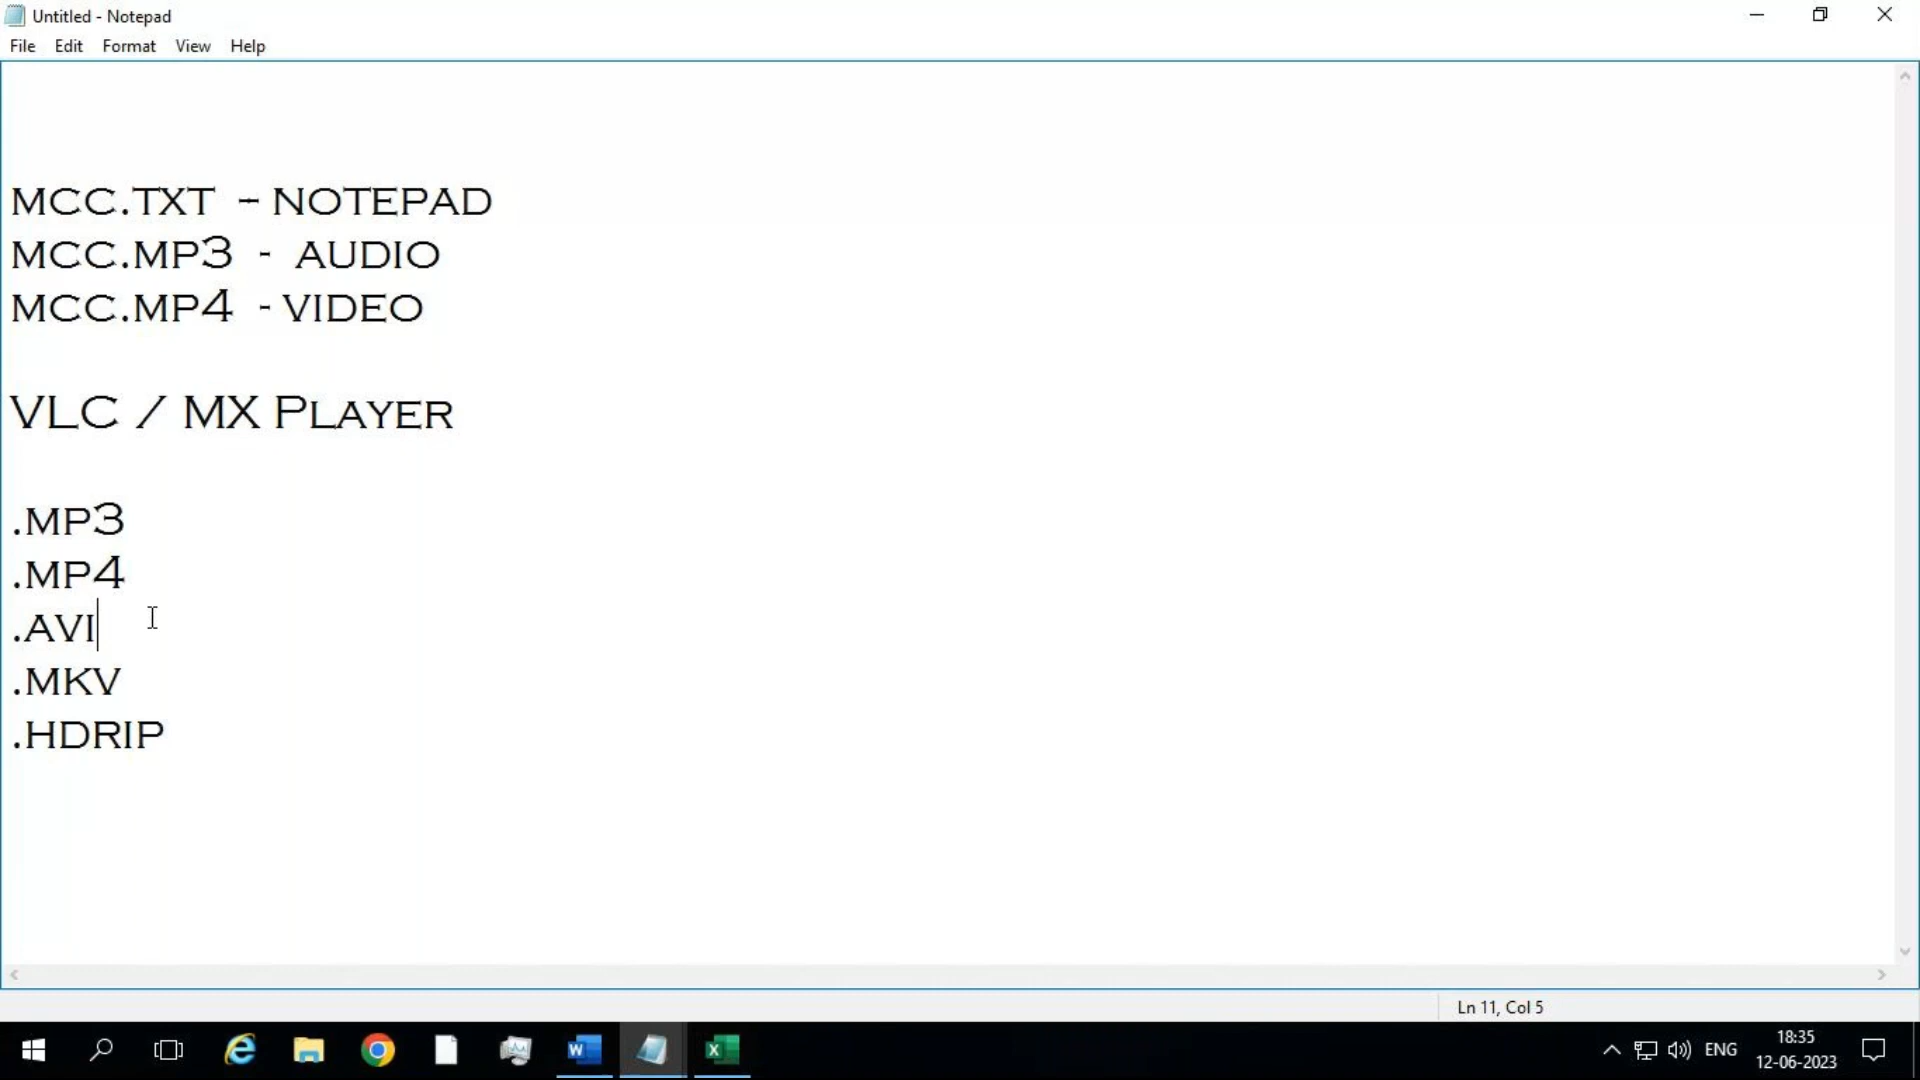 Untitled - Notepad
File Edit Format View Help
MCC.TXT – NOTEPAD
MCC.MP3 - AUDIO
MCC.MP4 - VIDEO
VLC / MX PLAYER
.MP3
.MP4
.AVI
.MKV
.HDRIP
Ln 11, Col 5
ENG
18:35
12-06-2023